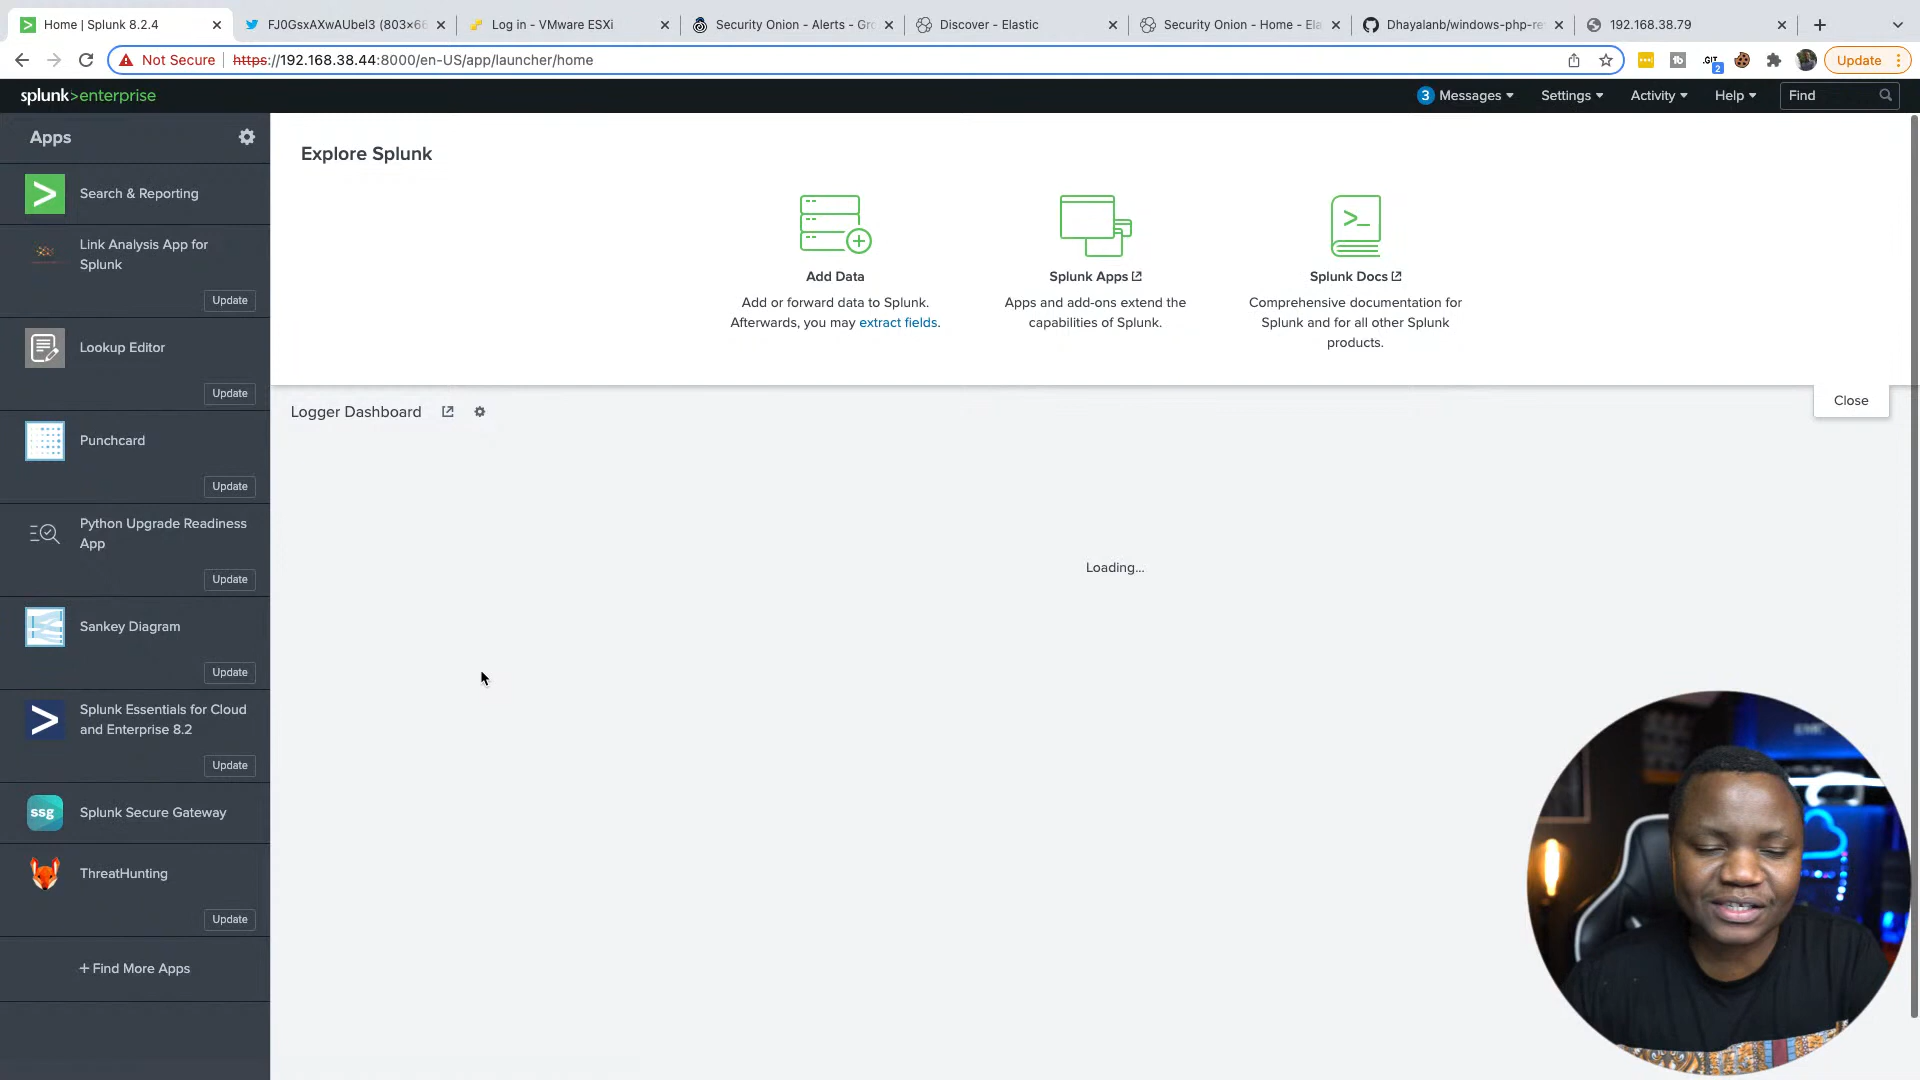 Home | Splunk 8.2.4
FJ0GsxAXwAUbel3 (803×66
Log in - VMware ESXi
Security Onion - Alerts - Gro
Discover - Elastic
Security Onion - Home - Ela
Dhayalanb/windows-php-re
192.168.38.79
Not Secure
https://192.168.38.44:8000/en-US/app/launcher/home
.GIT
2
Update
splunk>enterprise
3 Messages
Settings
Activity
Help
Find
Apps
Search & Reporting
Link Analysis App for
Splunk
Update
Lookup Editor
Update
Punchcard
Update
Python Upgrade Readiness
App
Update
Sankey Diagram
Update
Splunk Essentials for Cloud
and Enterprise 8.2
Update
ssg
Splunk Secure Gateway
ThreatHunting
Update
+ Find More Apps
Explore Splunk
Add Data
Add or forward data to Splunk.
Afterwards, you may extract fields.
Splunk Apps
Apps and add-ons extend the
capabilities of Splunk.
Splunk Docs
Comprehensive documentation for
Splunk and for all other Splunk
products.
Close
Logger Dashboard
Loading...